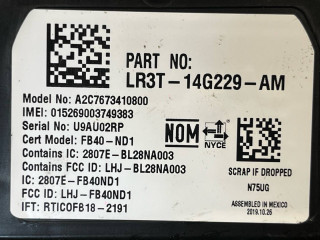 PART NO:
LR3T-14G229-AM
Model No: A2C7673410800
IMEI: 015269003749383
Serial No: U9AU02RP
Cert Model: FB40-ND1
Contains IC: 2807E-BL28NA003
Contains FCC ID: LHJ-BL28NA003
IC: 2807E-FB40ND1
FCC ID: LHJ-FB40ND1
IFT: RTICOFB18-2191
NOM
NYCE
SCRAP IF DROPPED
N75UG
ASSEMBLED IN MEXICO
2019.10.26